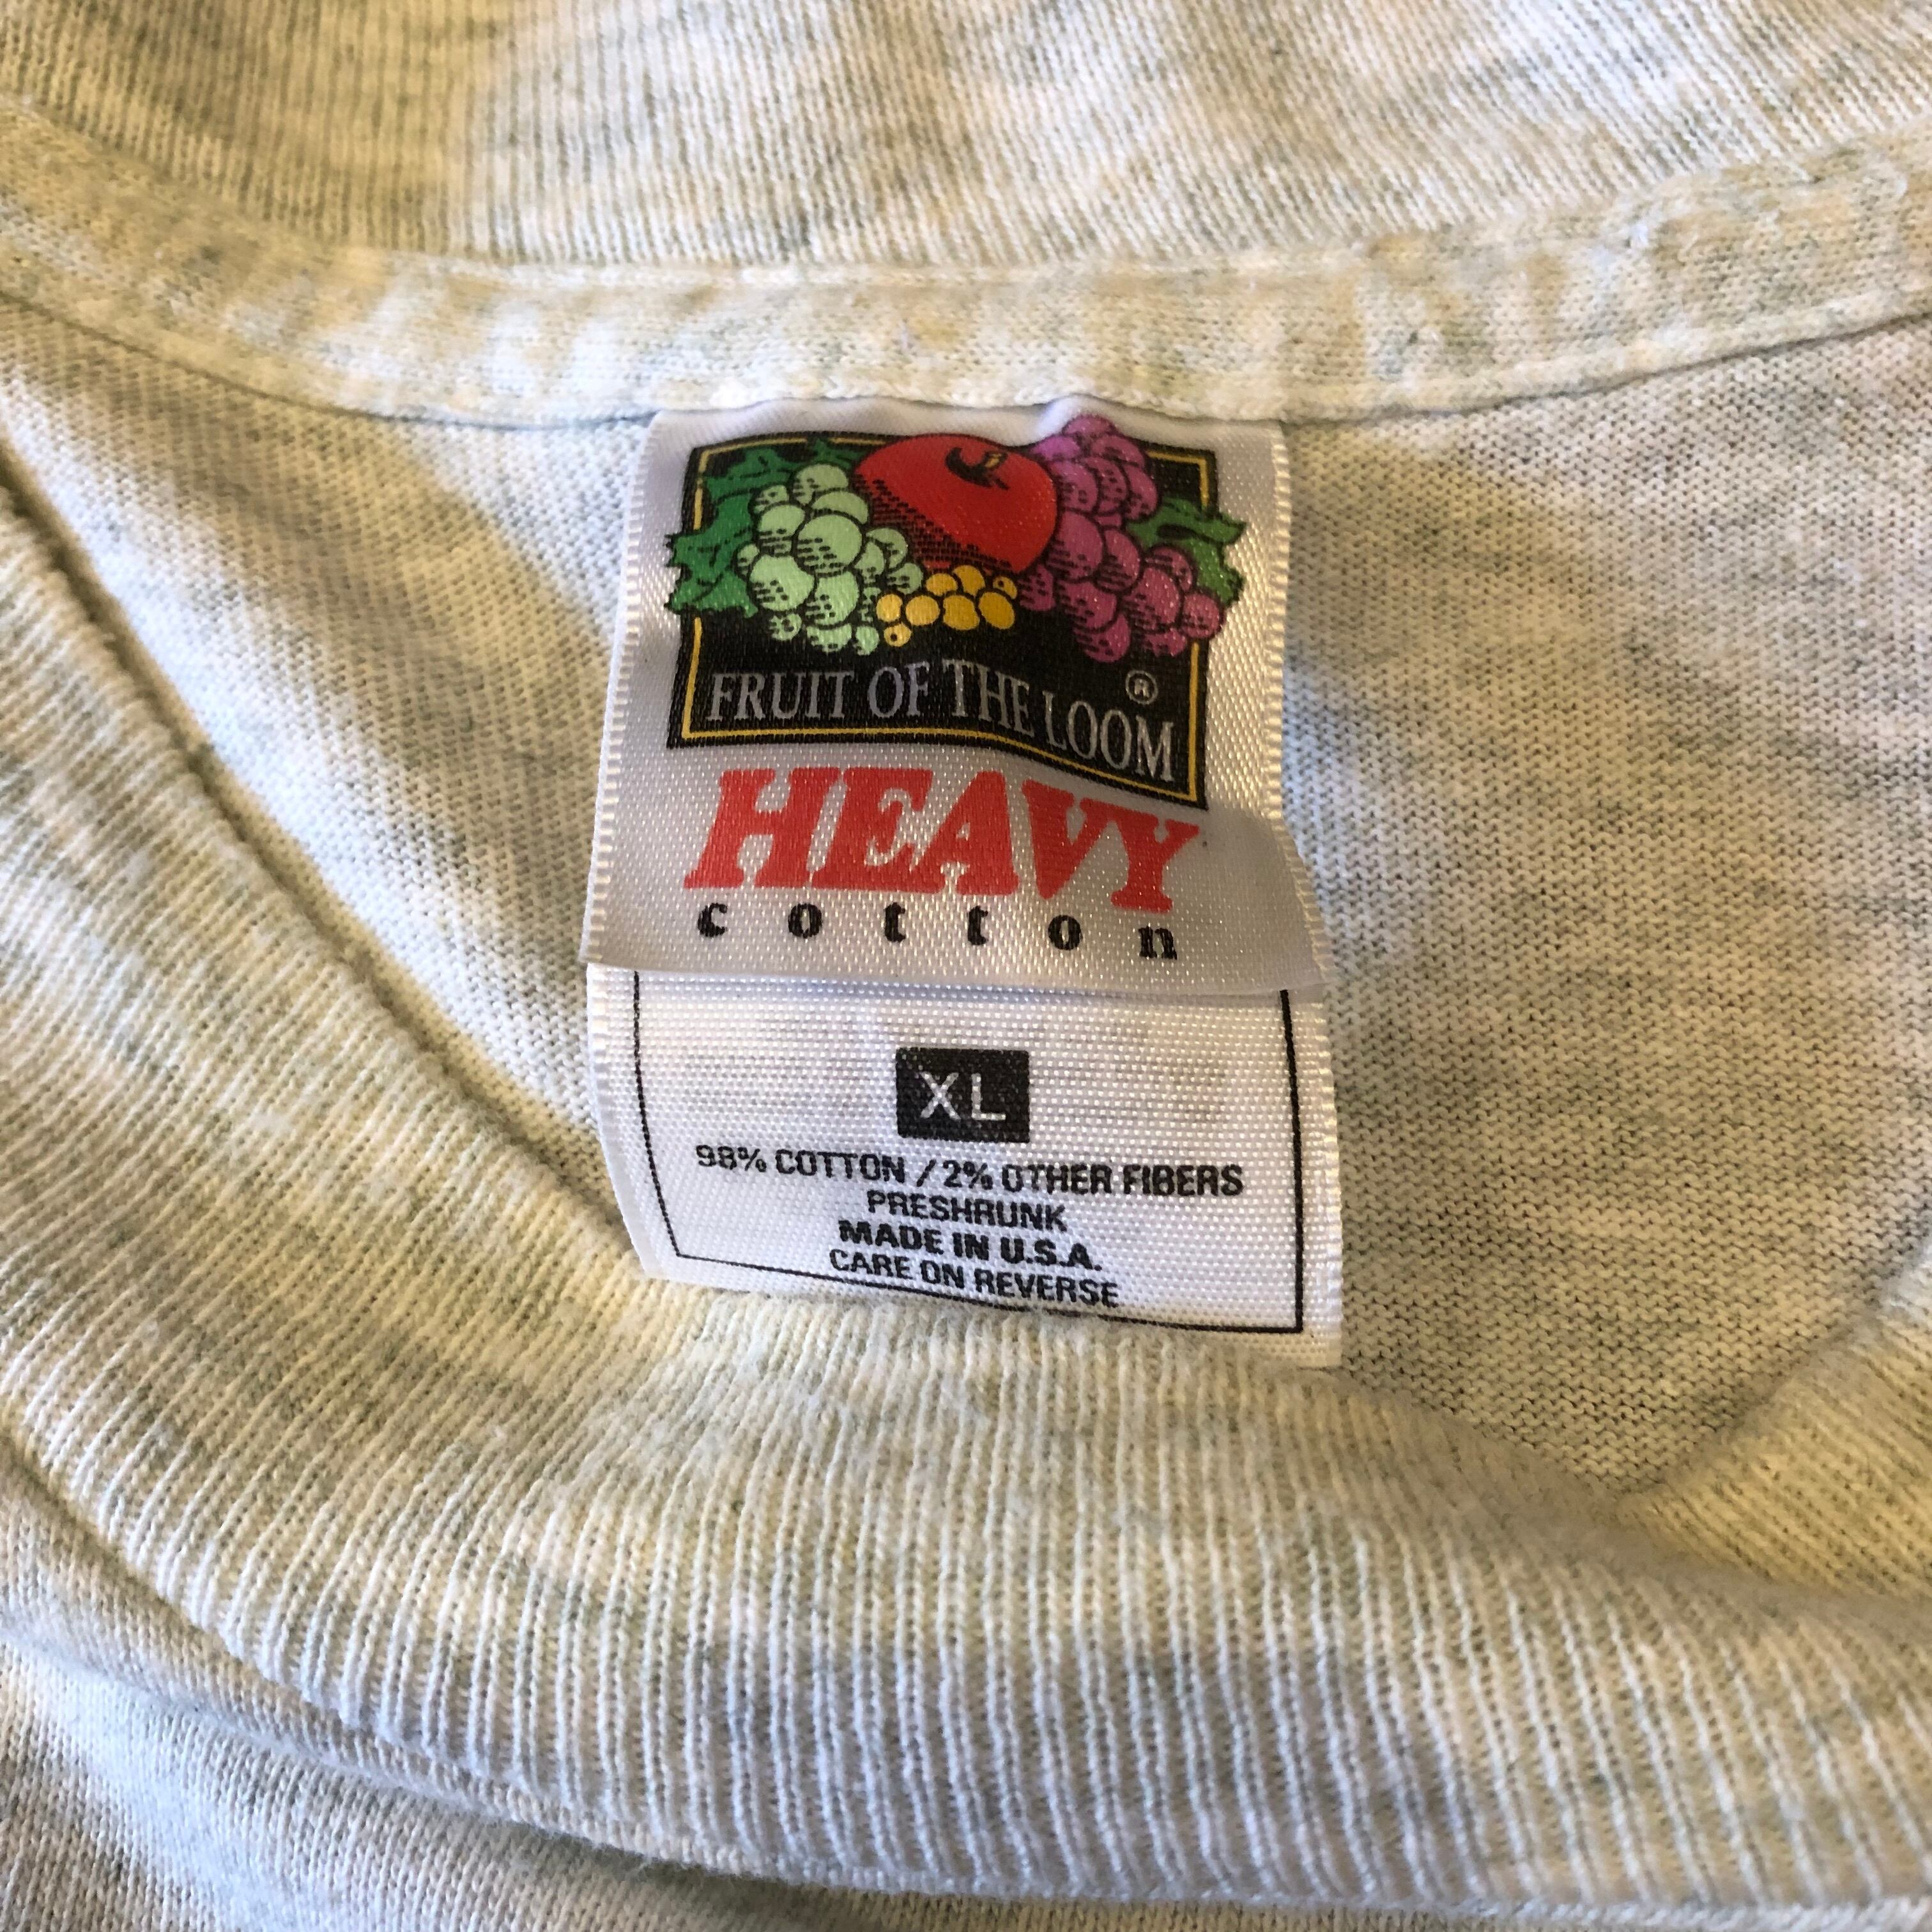 FRUIT OF THE LOOM ®
HEAVY
cotton
XL
98% COTTON / 2% OTHER FIBERS
PRESHRUNK
MADE IN U.S.A.
CARE ON REVERSE